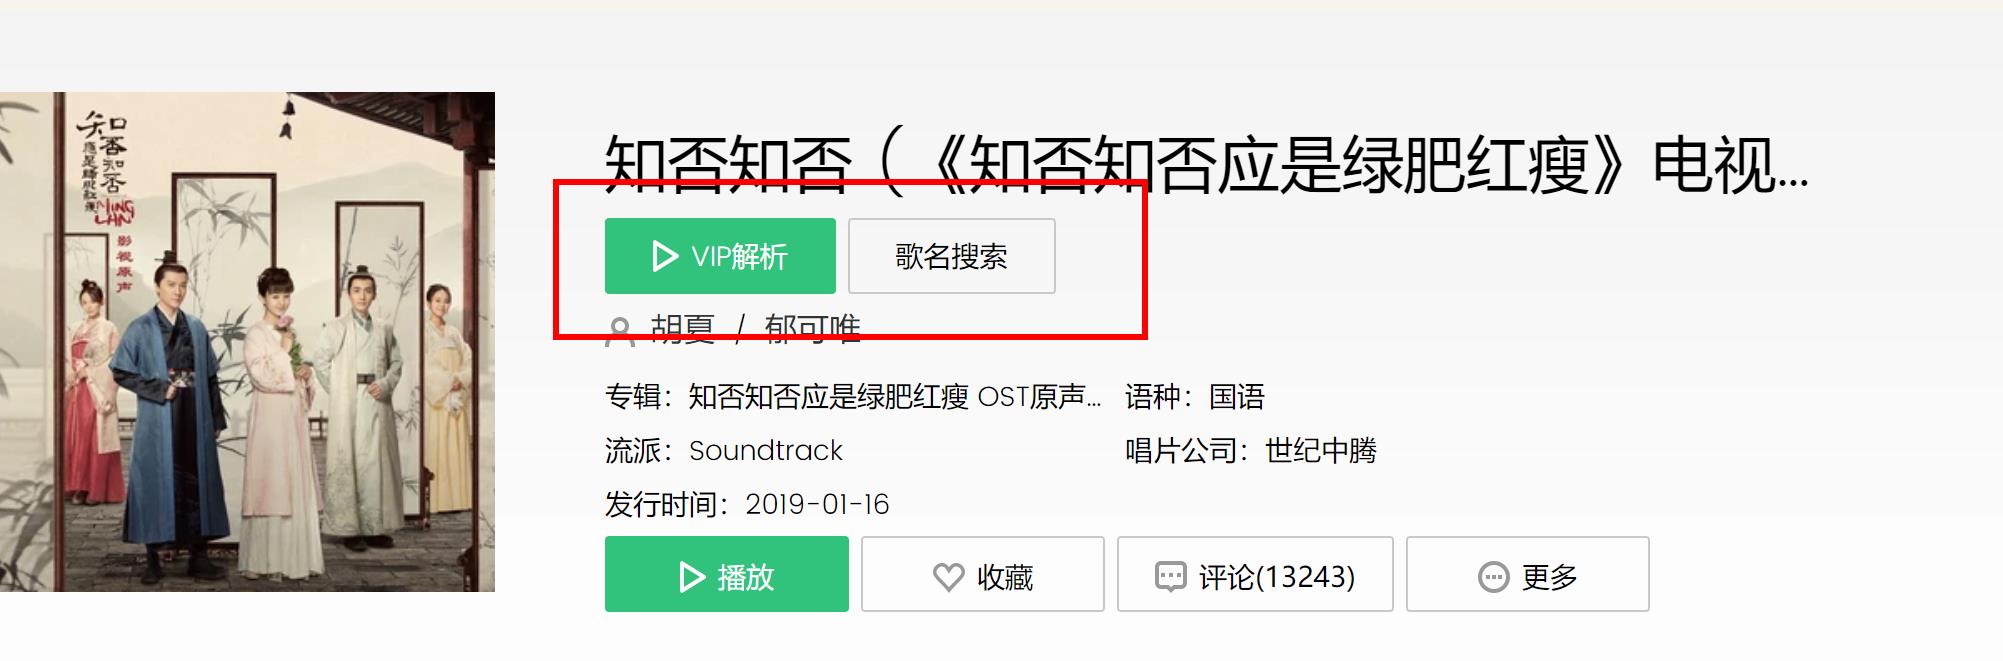 知否
應是綠肥紅瘦
知否
MING
LAN
影视原声
知否知否（《知否知否应是绿肥红瘦》电视...
VIP解析
歌名搜索
胡夏 / 郁可唯
专辑：知否知否应是绿肥红瘦 OST原声... 语种：国语
流派：Soundtrack 唱片公司：世纪中腾
发行时间：2019-01-16
播放 收藏 评论(13243) 更多